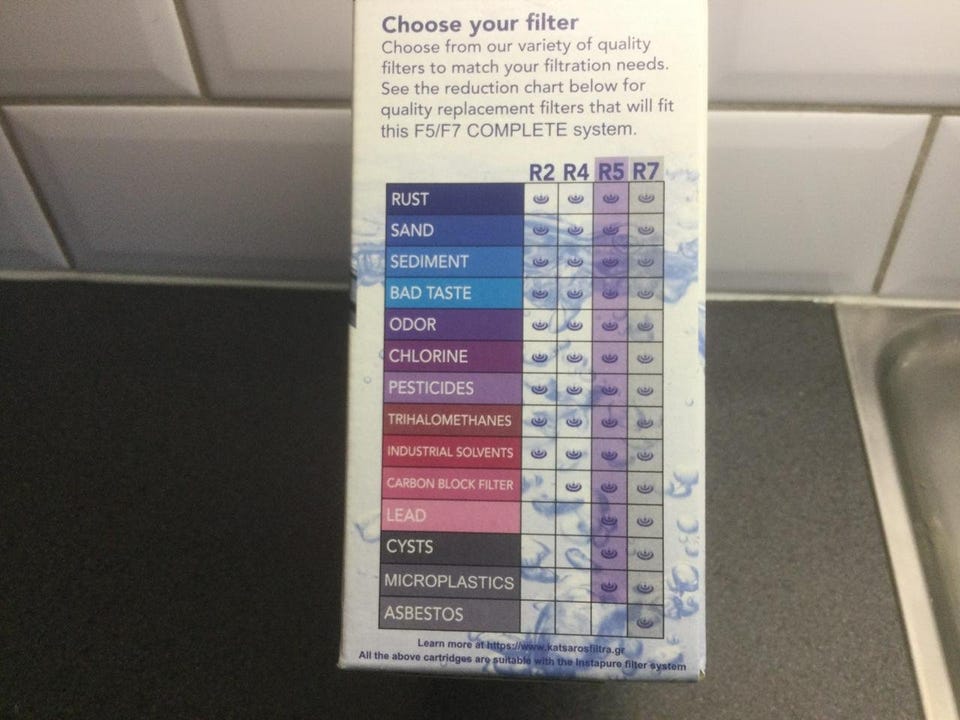 Choose your filter
Choose from our variety of quality
filters to match your filtration needs.
See the reduction chart below for
quality replacement filters that will fit
this F5/F7 COMPLETE system.
R2 R4 R5 R7
RUST
SAND
SEDIMENT
BAD TASTE
ODOR
CHLORINE
PESTICIDES
TRIHALOMETHANES
INDUSTRIAL SOLVENTS
CARBON BLOCK FILTER
LEAD
CYSTS
MICROPLASTICS
ASBESTOS
Learn more at https://www.katsarosfiltra.gr
All the above cartridges are suitable with the Instapure filter system